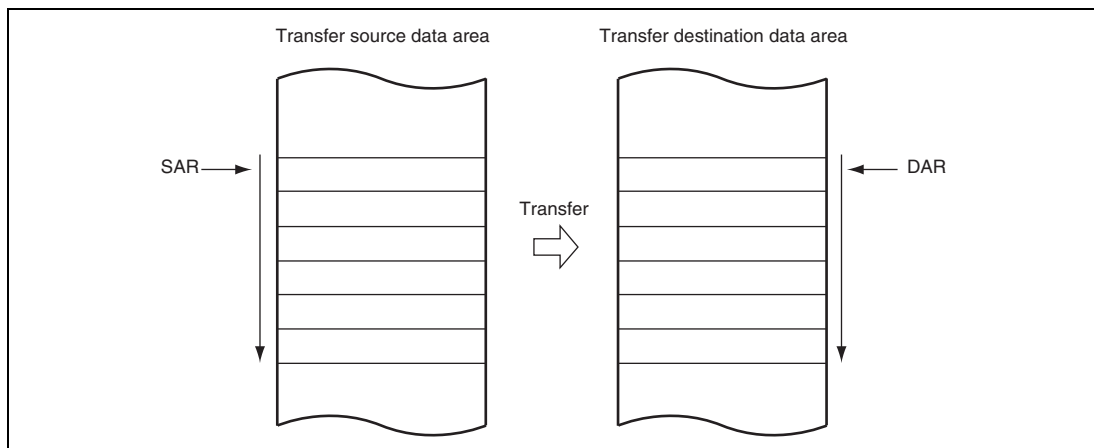 Transfer source data area
Transfer destination data area
SAR
DAR
Transfer